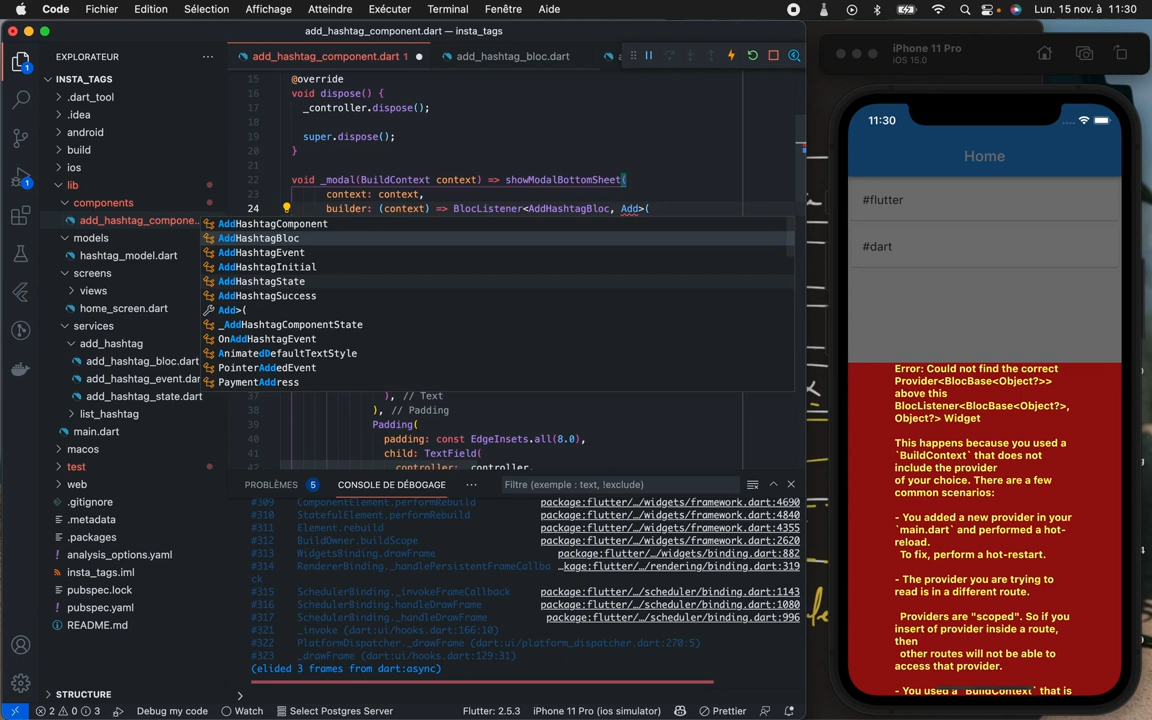 Code Fichier Edition Sélection Affichage Atteindre Exécuter Terminal Fenêtre Aide Lun. 15 nov. à 11:30
add_hashtag_component.dart — insta_tags
EXPLORATEUR ···
add_hashtag_component.dart 1
add_hashtag_bloc.dart
INSTA_TAGS
.dart_tool
.idea
android
build
ios
lib
components
add_hashtag_compone...
models
hashtag_model.dart
screens
views
home_screen.dart
services
add_hashtag
add_hashtag_bloc.dart
add_hashtag_event.dar
add_hashtag_state.dart
list_hashtag
main.dart
macos
test
web
.gitignore
.metadata
.packages
analysis_options.yaml
insta_tags.iml
pubspec.lock
pubspec.yaml
README.md
STRUCTURE
1
1
15 @override
16 void dispose() {
17 _controller.dispose();
18
19 super.dispose();
20 }
21
22 void _modal(BuildContext context) => showModalBottomSheet(
23 context: context,
24 builder: (context) => BlocListener<AddHashtagBloc, Add>(
AddHashtagComponent
AddHashtagBloc
AddHashtagEvent
AddHashtagInitial
AddHashtagState
AddHashtagSuccess
Add>(
_AddHashtagComponentState
OnAddHashtagEvent
AnimatedDefaultTextStyle
PointerAddedEvent
PaymentAddress
37 ), // Text
38 ), // Padding
39 Padding(
40 padding: const EdgeInsets.all(8.0),
41 child: TextField(
42 controller: _controller,
PROBLÈMES 5 CONSOLE DE DÉBOGAGE ··· Filtre (exemple : text, !exclude)
#309 ComponentElement.performRebuild package:flutter/…/widgets/framework.dart:4690
#310 StatefulElement.performRebuild package:flutter/…/widgets/framework.dart:4840
#311 Element.rebuild package:flutter/…/widgets/framework.dart:4355
#312 BuildOwner.buildScope package:flutter/…/widgets/framework.dart:2620
#313 WidgetsBinding.drawFrame package:flutter/…/widgets/binding.dart:882
#314 RendererBinding._handlePersistentFrameCallba …kage:flutter/…/rendering/binding.dart:319
ck
#315 SchedulerBinding._invokeFrameCallback package:flutter/…/scheduler/binding.dart:1143
#316 SchedulerBinding.handleDrawFrame package:flutter/…/scheduler/binding.dart:1080
#317 SchedulerBinding._handleDrawFrame package:flutter/…/scheduler/binding.dart:996
#321 _invoke (dart:ui/hooks.dart:166:10)
#322 PlatformDispatcher._drawFrame (dart:ui/platform_dispatcher.dart:270:5)
#323 _drawFrame (dart:ui/hooks.dart:129:31)
(elided 3 frames from dart:async)
2 0 3 Debug my code Watch Select Postgres Server Flutter: 2.5.3 iPhone 11 Pro (ios simulator) Prettier
iPhone 11 Pro
iOS 15.0
11:30
Home
#flutter
#dart
Error: Could not find the correct
Provider<BlocBase<Object?>>
above this
BlocListener<BlocBase<Object?>,
Object?> Widget
This happens because you used a
`BuildContext` that does not
include the provider
of your choice. There are a few
common scenarios:
- You added a new provider in your
`main.dart` and performed a hot-
reload.
To fix, perform a hot-restart.
- The provider you are trying to
read is in a different route.
Providers are "scoped". So if you
insert of provider inside a route,
then
other routes will not be able to
access that provider.
- You used a `BuildContext` that is